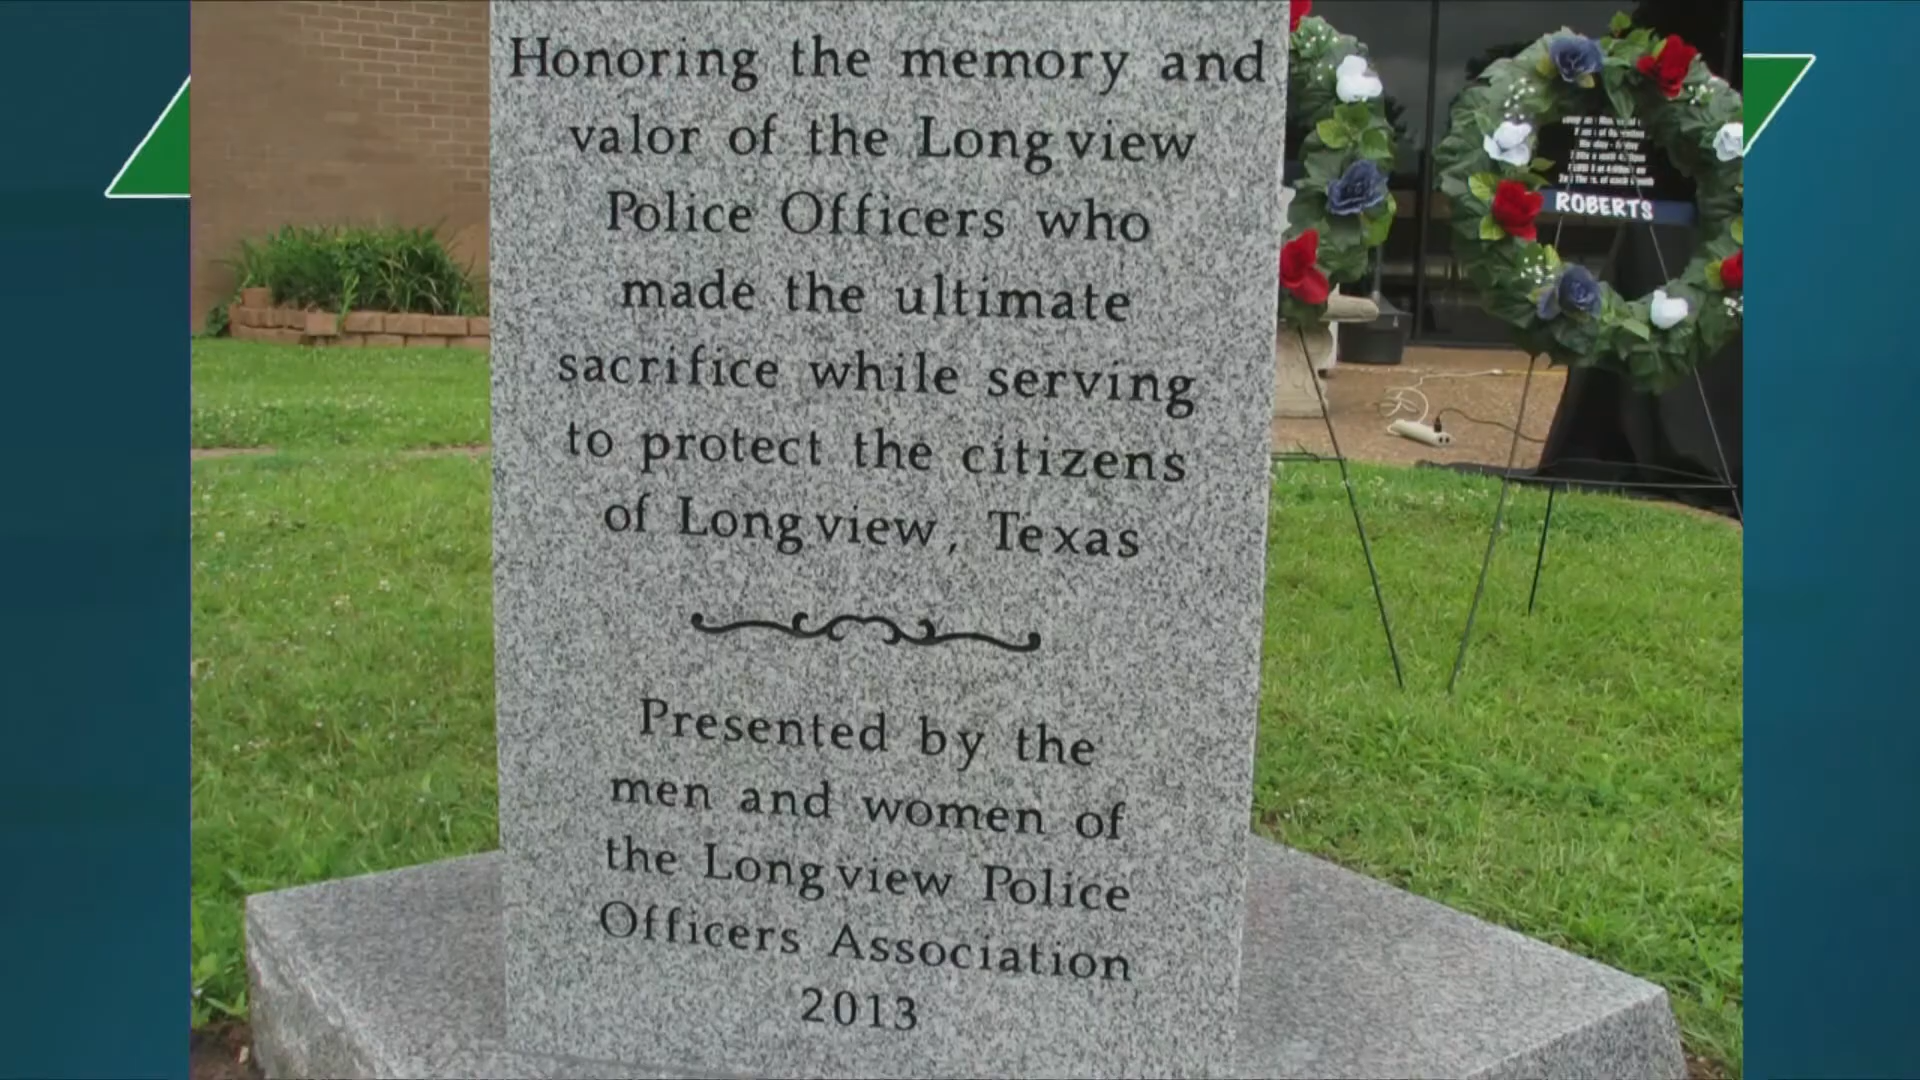 Honoring the memory and
valor of the Longview
Police Officers who
made the ultimate
sacrifice while serving
to protect the citizens
of Longview, Texas
Presented by the
men and women of
the Longview Police
Officers Association
2013
ROBERTS